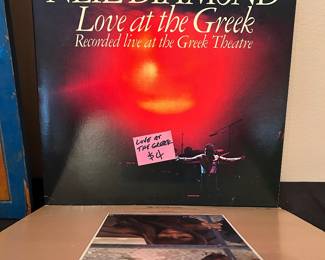 NEIL DIAMOND
Love at the Greek
Recorded live at the Greek Theatre
LOVE AT
THE GREEK
$4